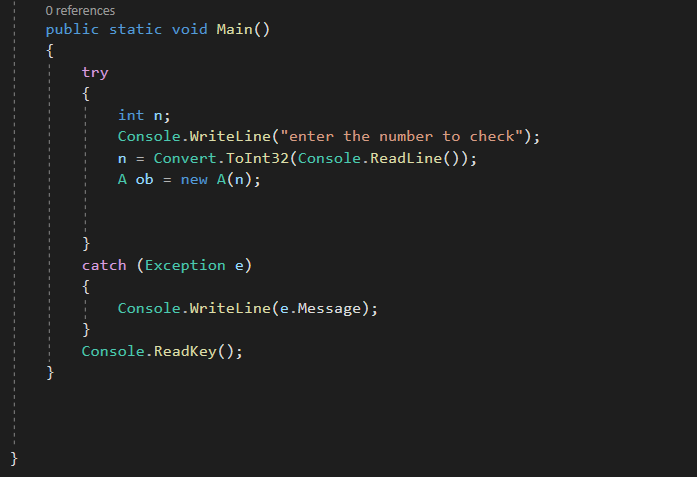 0 references
public static void Main()
{
try
{
int n;
Console.WriteLine("enter the number to check");
n = Convert.ToInt32(Console.ReadLine());
A ob = new A(n);
}
catch (Exception e)
{
Console.WriteLine(e.Message);
}
Console.ReadKey();
}
}